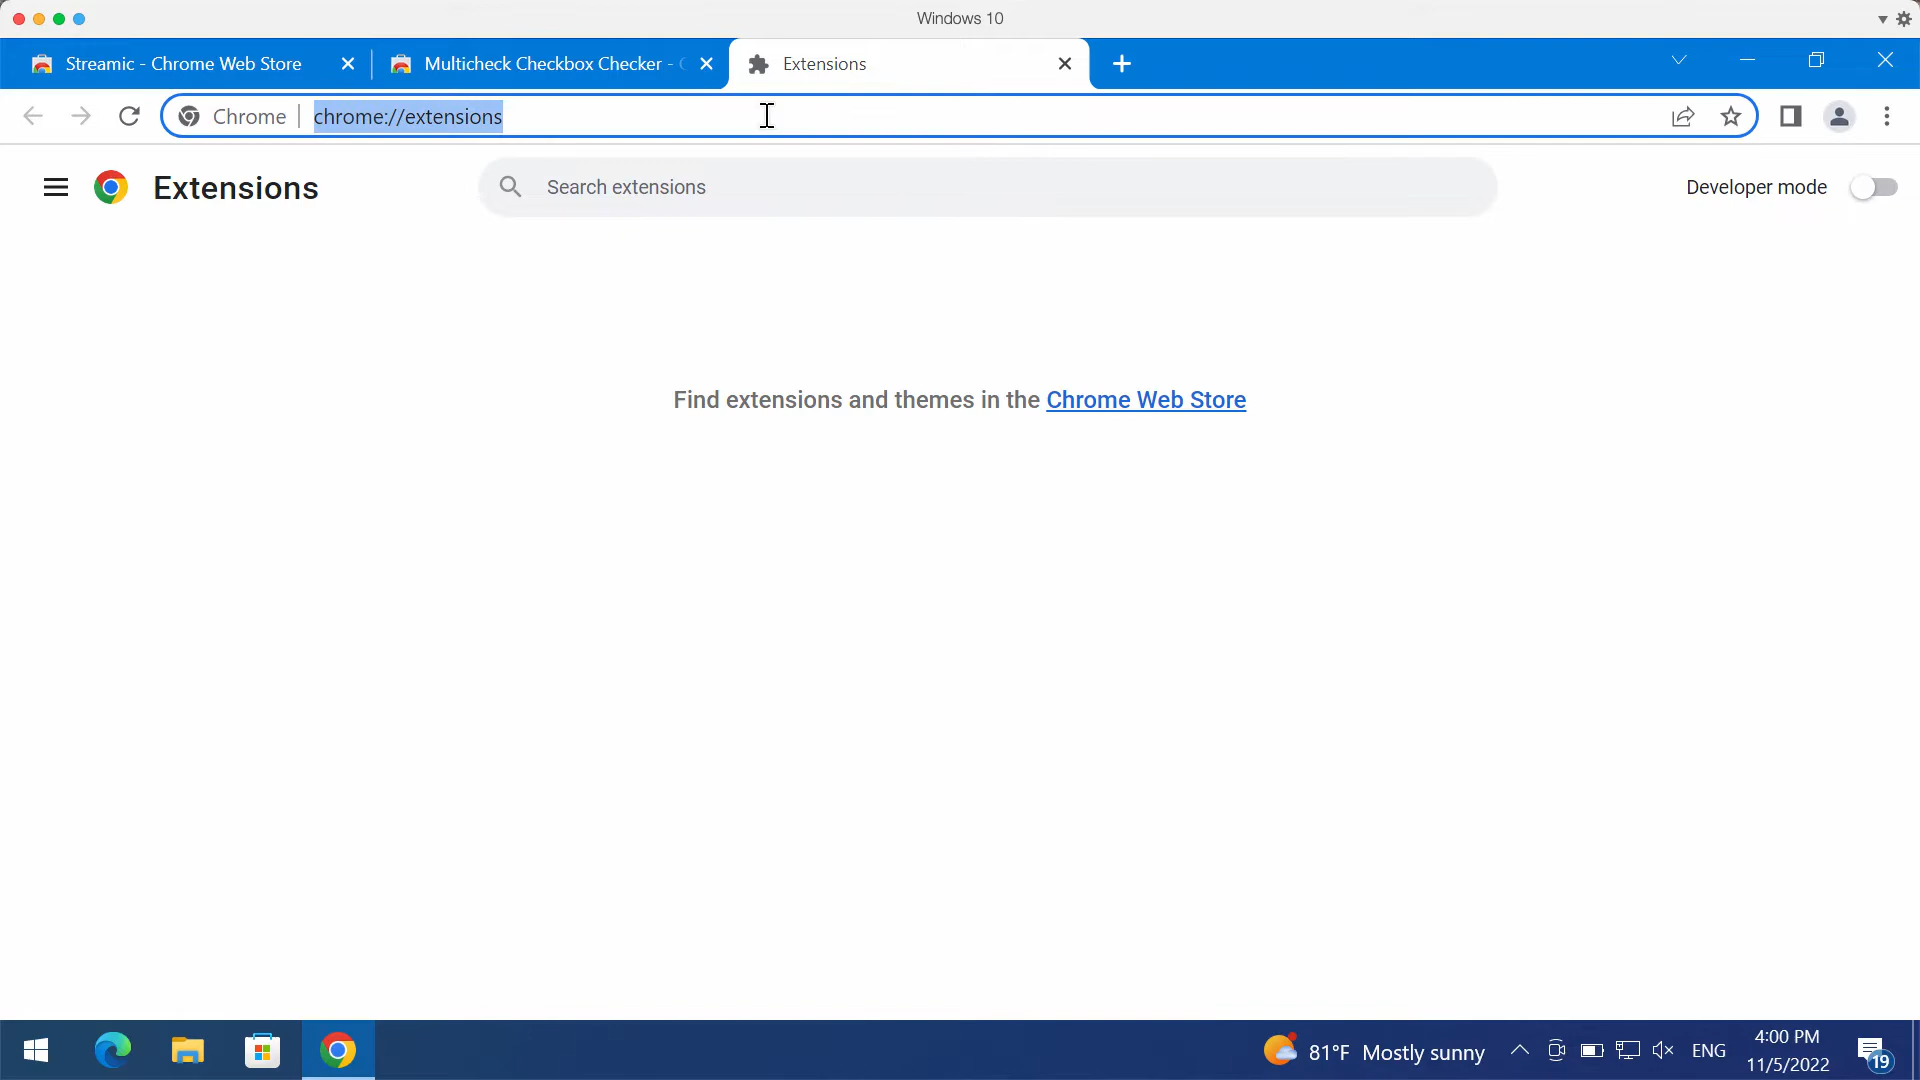 Windows 10
Streamic - Chrome Web Store
Multicheck Checkbox Checker -
Extensions
Chrome
chrome://extensions
Extensions
Search extensions
Developer mode
Find extensions and themes in the Chrome Web Store
81°F Mostly sunny
ENG
4:00 PM
11/5/2022
19